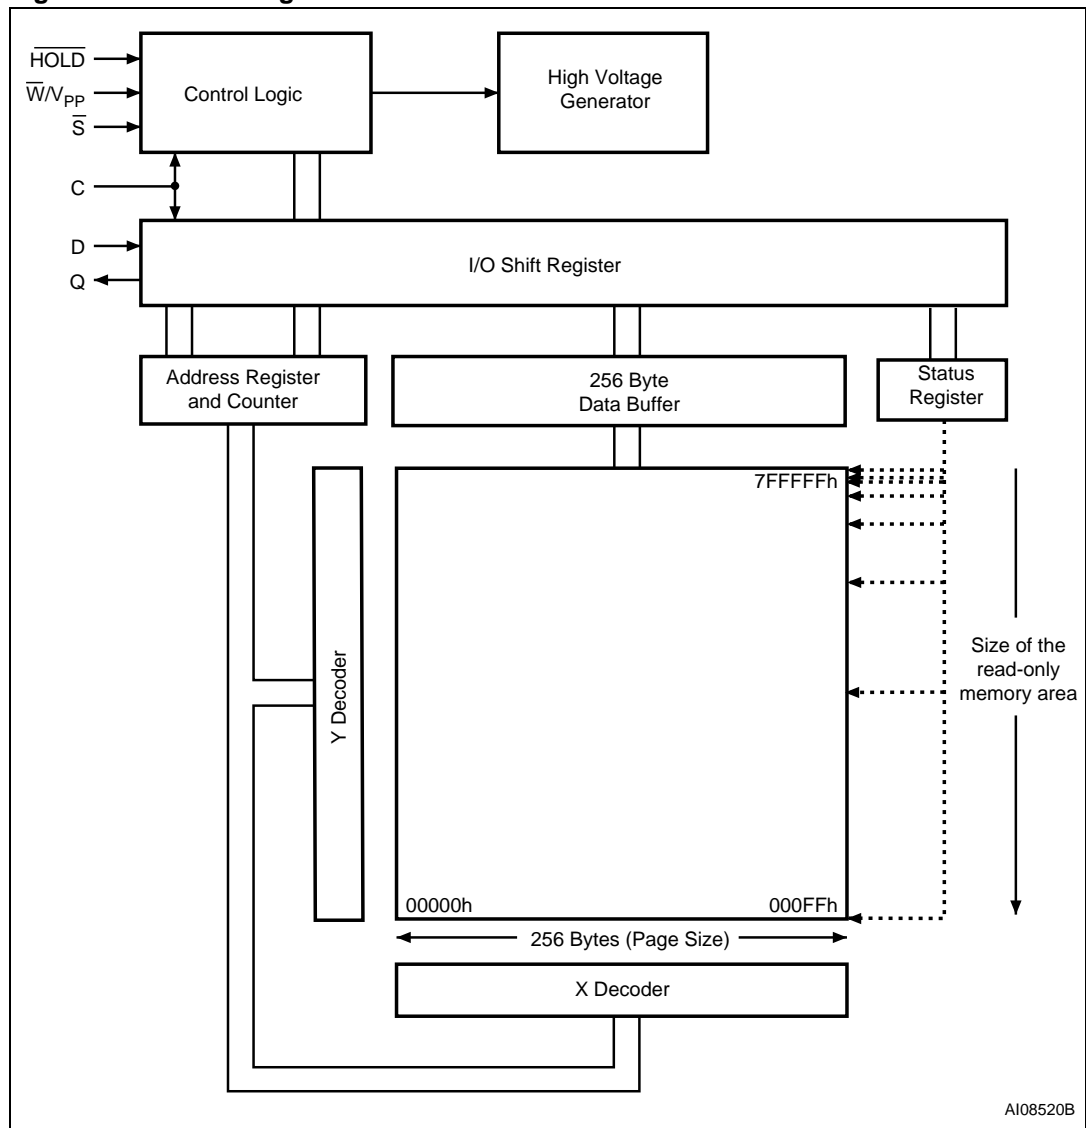 HOLD
W/VPP
S
C
D
Q
Control Logic
High Voltage
Generator
I/O Shift Register
Address Register
and Counter
256 Byte
Data Buffer
Status
Register
7FFFFFh
Y Decoder
Size of the
read-only
memory area
00000h
000FFh
256 Bytes (Page Size)
X Decoder
AI08520B